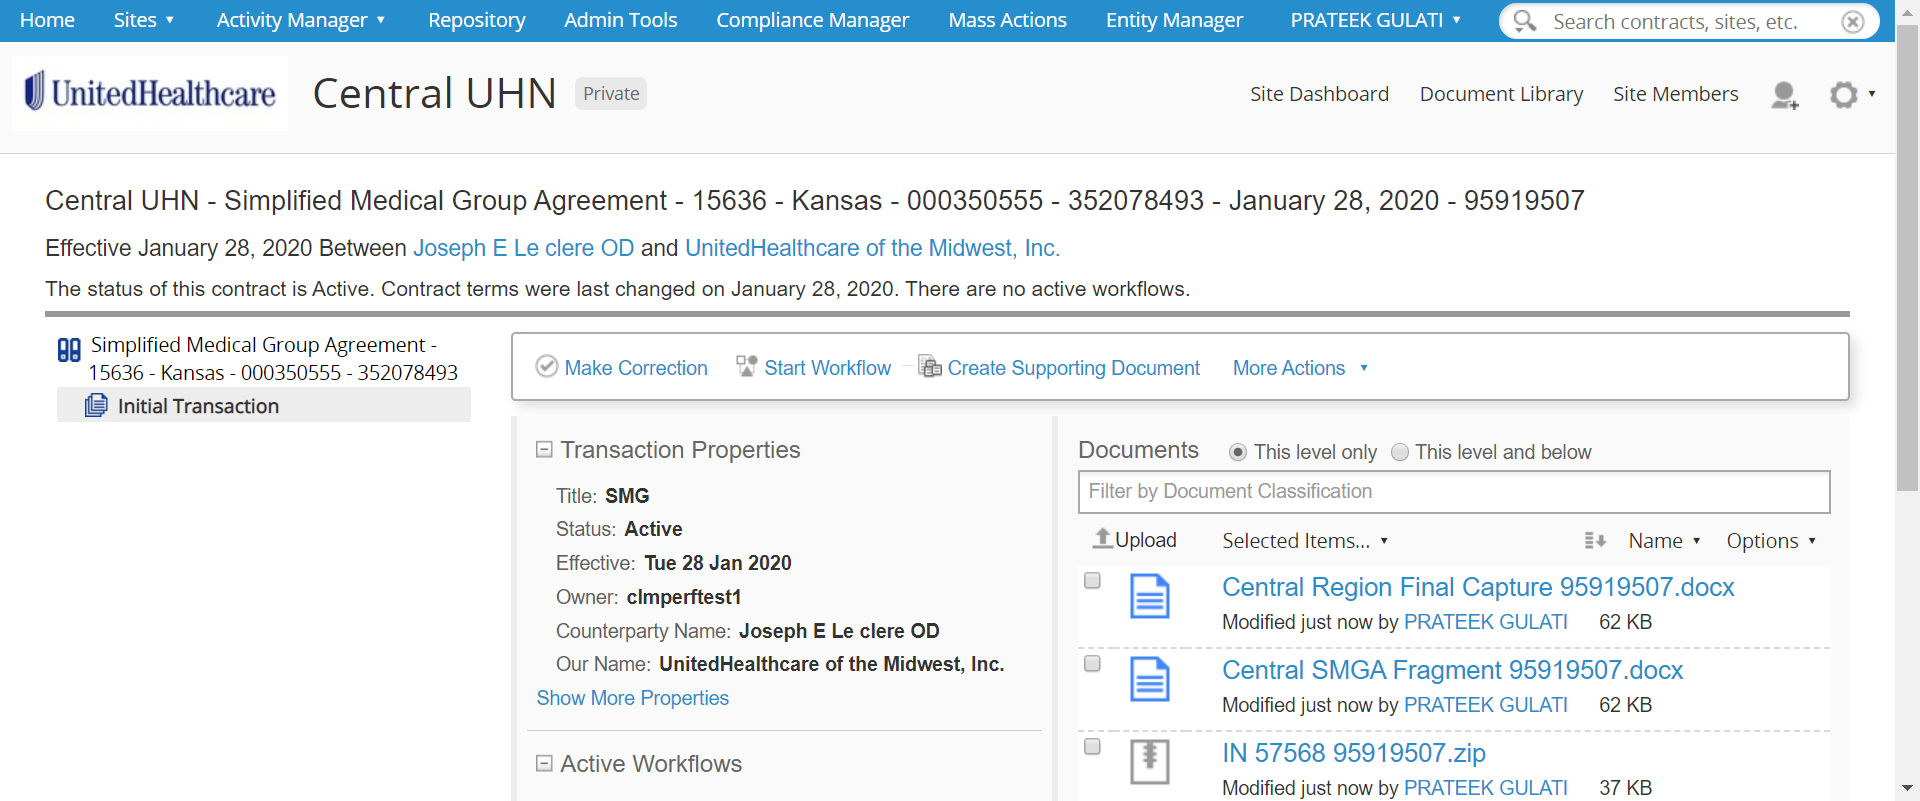 Home Sites Activity Manager Repository Admin Tools Compliance Manager Mass Actions Entity Manager PRATEEK GULATI Search contracts, sites, etc.
UnitedHealthcare Central UHN Private Site Dashboard Document Library Site Members
Central UHN - Simplified Medical Group Agreement - 15636 - Kansas - 000350555 - 352078493 - January 28, 2020 - 95919507
Effective January 28, 2020 Between Joseph E Le clere OD and UnitedHealthcare of the Midwest, Inc.
The status of this contract is Active. Contract terms were last changed on January 28, 2020. There are no active workflows.
Simplified Medical Group Agreement -
15636 - Kansas - 000350555 - 352078493
Initial Transaction
Make Correction Start Workflow Create Supporting Document More Actions
Transaction Properties
Title: SMG
Status: Active
Effective: Tue 28 Jan 2020
Owner: clmperftest1
Counterparty Name: Joseph E Le clere OD
Our Name: UnitedHealthcare of the Midwest, Inc.
Show More Properties
Active Workflows
Documents This level only This level and below
Filter by Document Classification
Upload Selected Items... Name Options
Central Region Final Capture 95919507.docx
Modified just now by PRATEEK GULATI 62 KB
Central SMGA Fragment 95919507.docx
Modified just now by PRATEEK GULATI 62 KB
IN 57568 95919507.zip
Modified just now by PRATEEK GULATI 37 KB